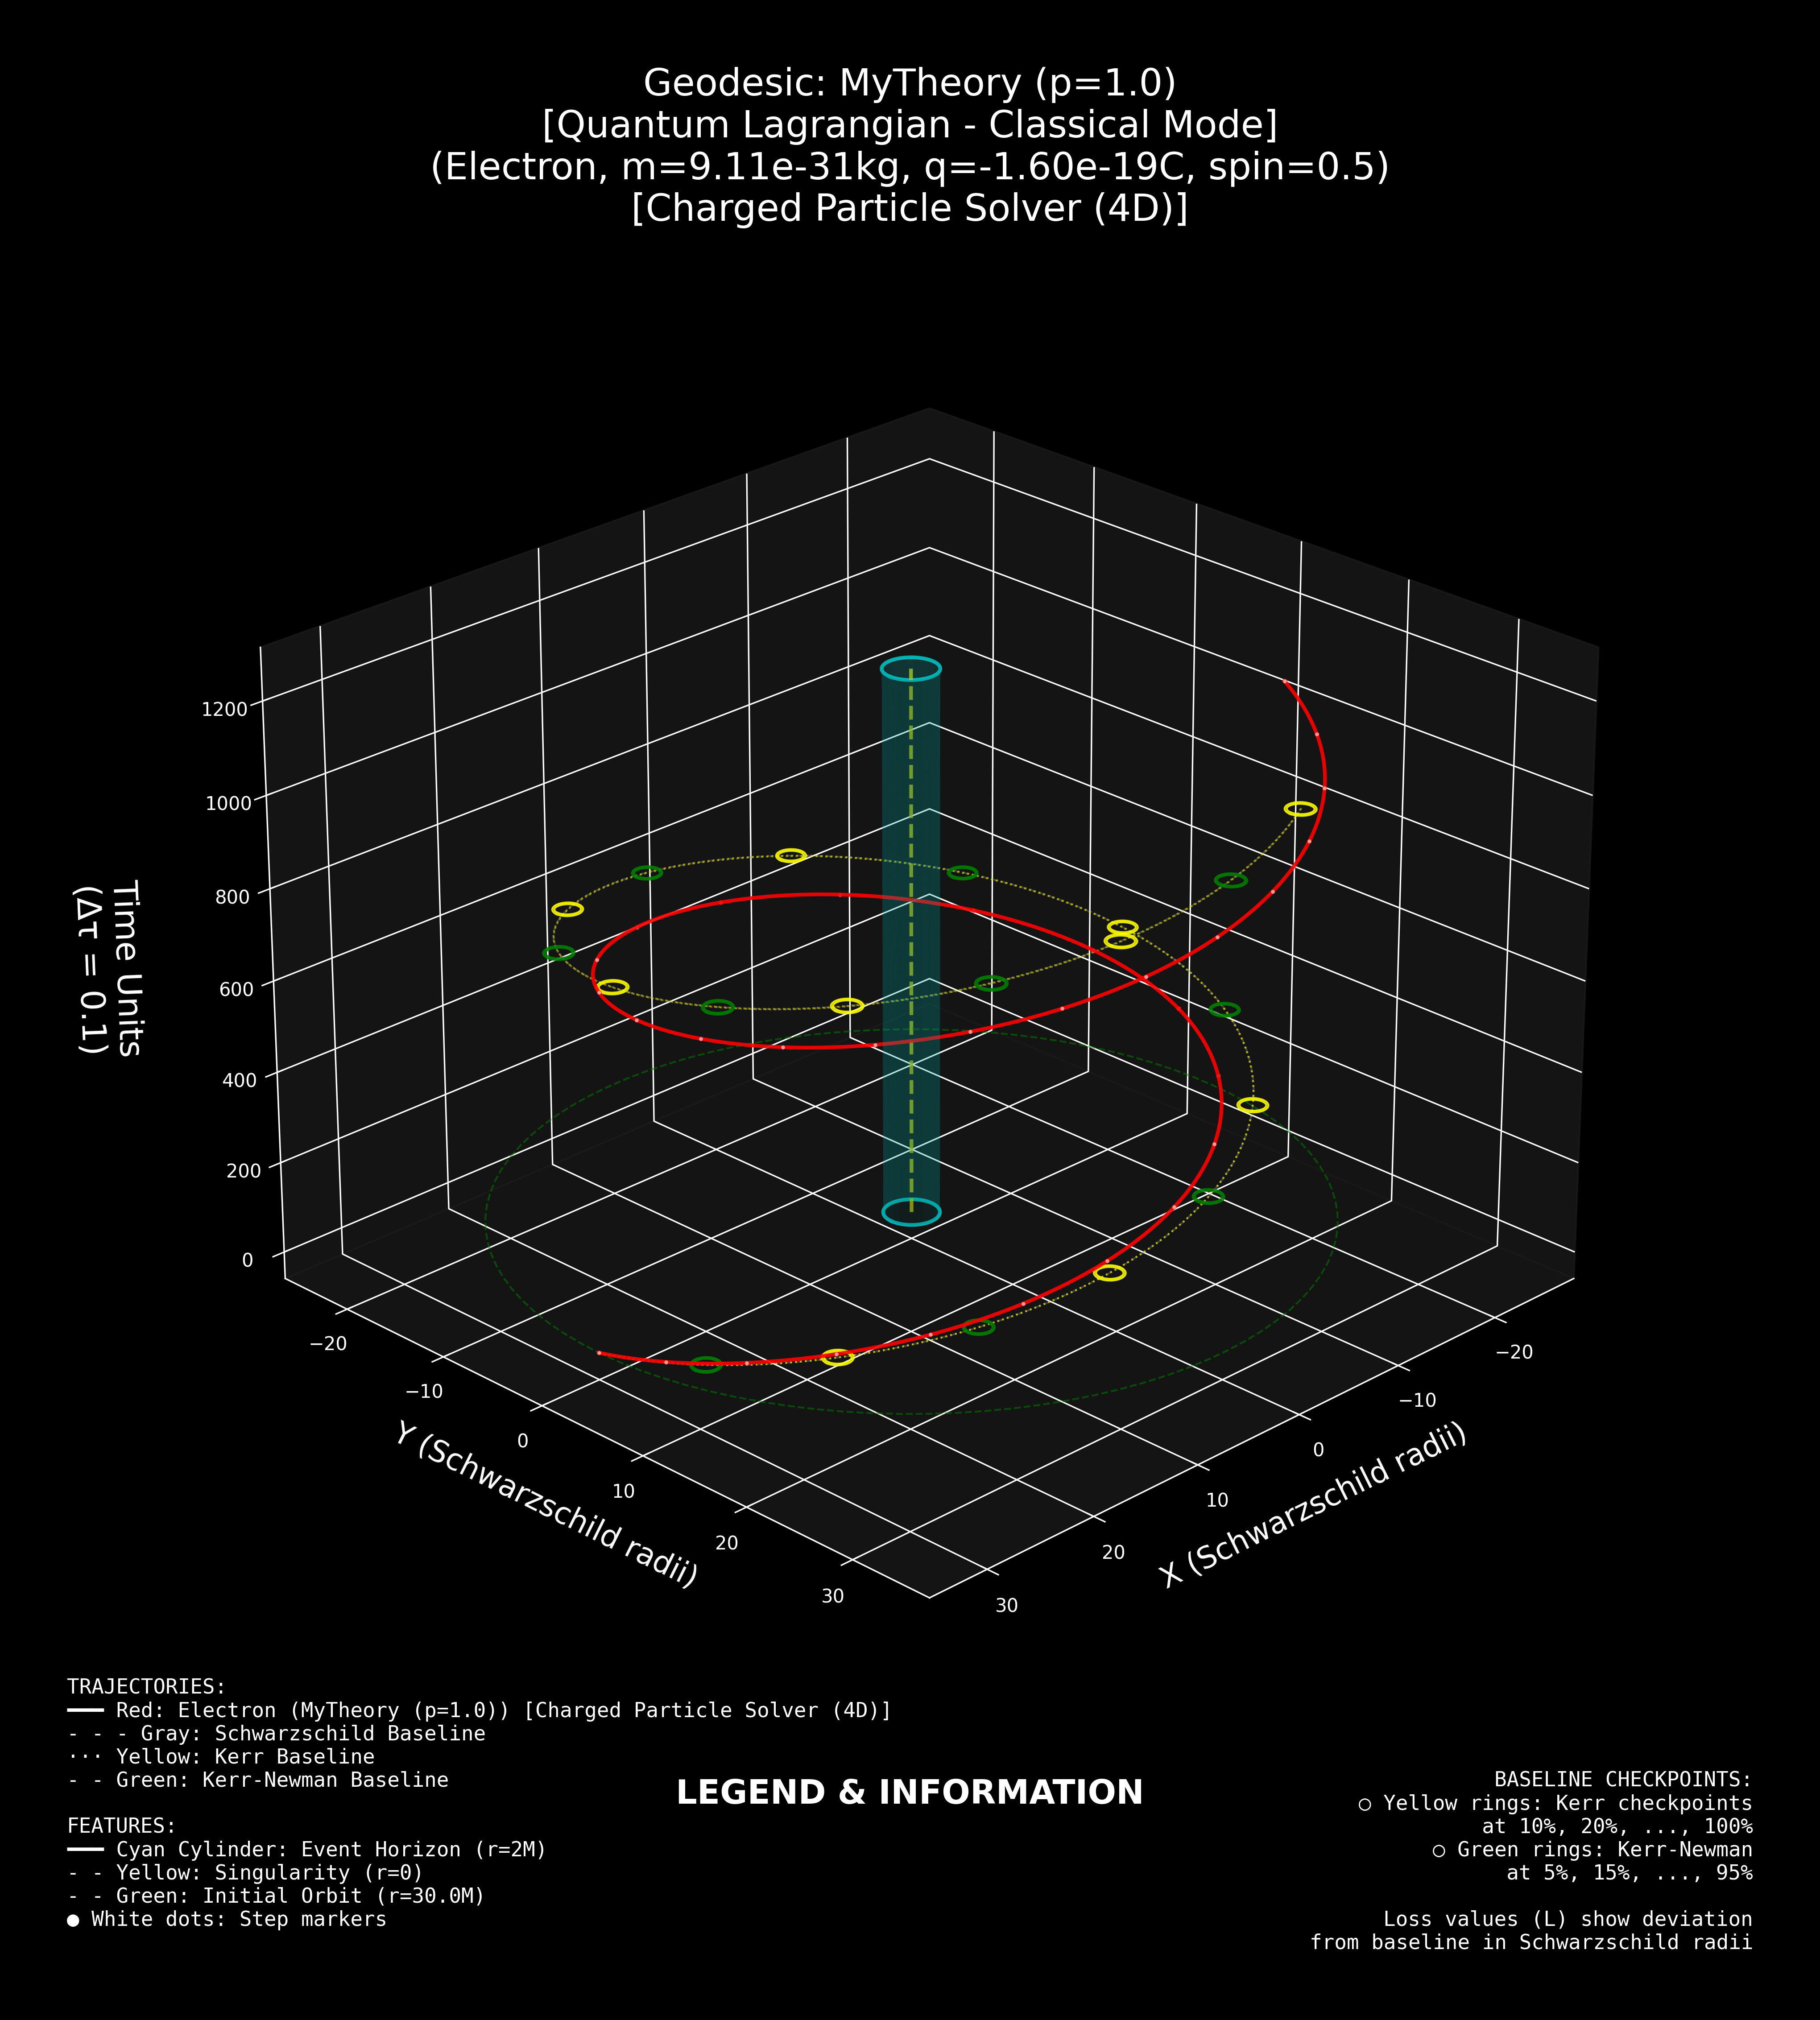 Geodesic: MyTheory (p=1.0)
[Quantum Lagrangian - Classical Mode]
(Electron, m=9.11e-31kg, q=-1.60e-19C, spin=0.5)
[Charged Particle Solver (4D)]
1200
1000
800
600
400
200
0
Time Units
(Δτ = 0.1)
−20
−10
0
10
20
30
Y (Schwarzschild radii)
−20
−10
0
10
20
30
X (Schwarzschild radii)
TRAJECTORIES:
━━━ Red: Electron (MyTheory (p=1.0)) [Charged Particle Solver (4D)]
- - - Gray: Schwarzschild Baseline
··· Yellow: Kerr Baseline
- - Green: Kerr-Newman Baseline
FEATURES:
━━━ Cyan Cylinder: Event Horizon (r=2M)
- - Yellow: Singularity (r=0)
- - Green: Initial Orbit (r=30.0M)
● White dots: Step markers
LEGEND & INFORMATION
BASELINE CHECKPOINTS:
○ Yellow rings: Kerr checkpoints
at 10%, 20%, ..., 100%
○ Green rings: Kerr-Newman
at 5%, 15%, ..., 95%
Loss values (L) show deviation
from baseline in Schwarzschild radii